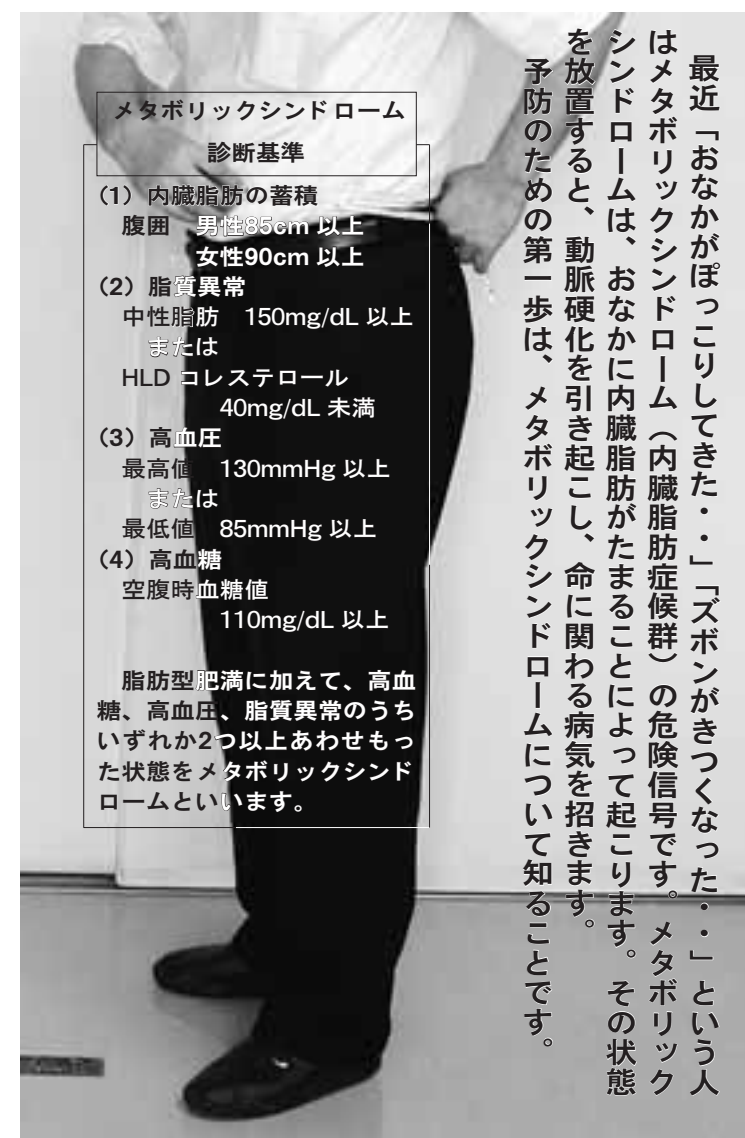 最近「おなかがぽっこりしてきた・・」「ズボンがきつくなった・・」という人
はメタボリックシンドローム（内臓脂肪症候群）の危険信号です。メタボリック
シンドロームは、おなかに内臓脂肪がたまることによって起こります。その状態
を放置すると、動脈硬化を引き起こし、命に関わる病気を招きます。
予防のための第一歩は、メタボリックシンドロームについて知ることです。
メタボリックシンドローム
診断基準
（1）内臓脂肪の蓄積
腹囲　男性85cm 以上
女性90cm 以上
（2）脂質異常
中性脂肪　150mg/dL 以上
または
HLD コレステロール
40mg/dL 未満
（3）高血圧
最高値　130mmHg 以上
または
最低値　85mmHg 以上
（4）高血糖
空腹時血糖値
110mg/dL 以上
脂肪型肥満に加えて、高血
糖、高血圧、脂質異常のうち
いずれか2つ以上あわせもっ
た状態をメタボリックシンド
ロームといいます。